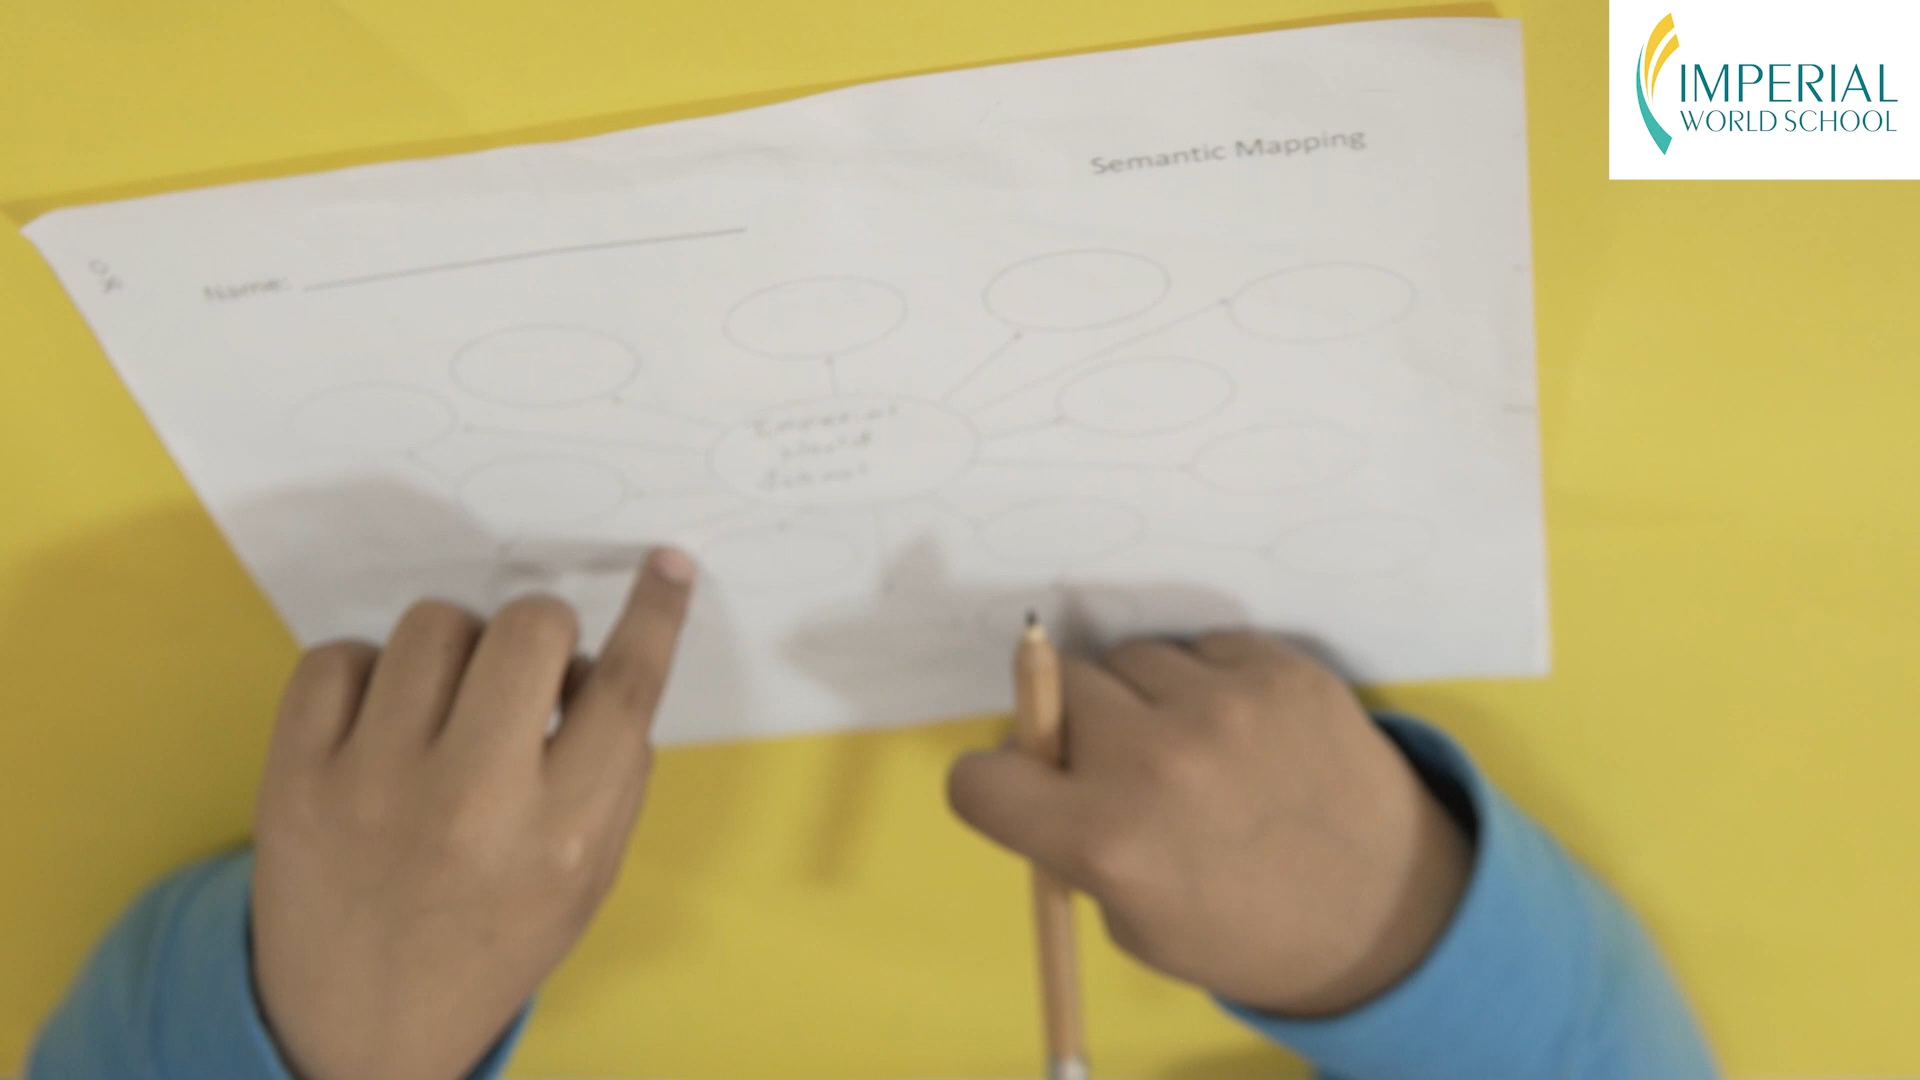 IMPERIAL
WORLD SCHOOL
Semantic Mapping
Name:
Imperial
World
School